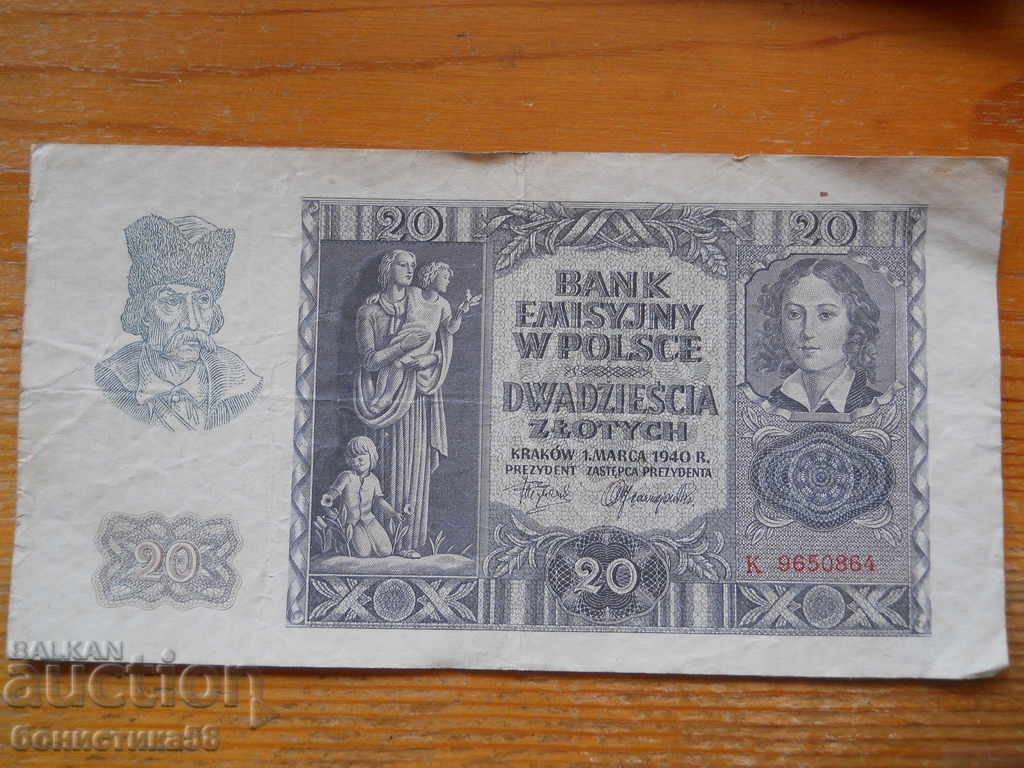 20
20
BANK
EMISYJNY
W POLSCE
DWADZIEŚCIA
ZŁOTYCH
KRAKÓW 1. MARCA 1940 R.
PREZYDENT ZASTĘPCA PREZYDENTA
20
20
K 9650864
BALKAN
auction
бонистика58